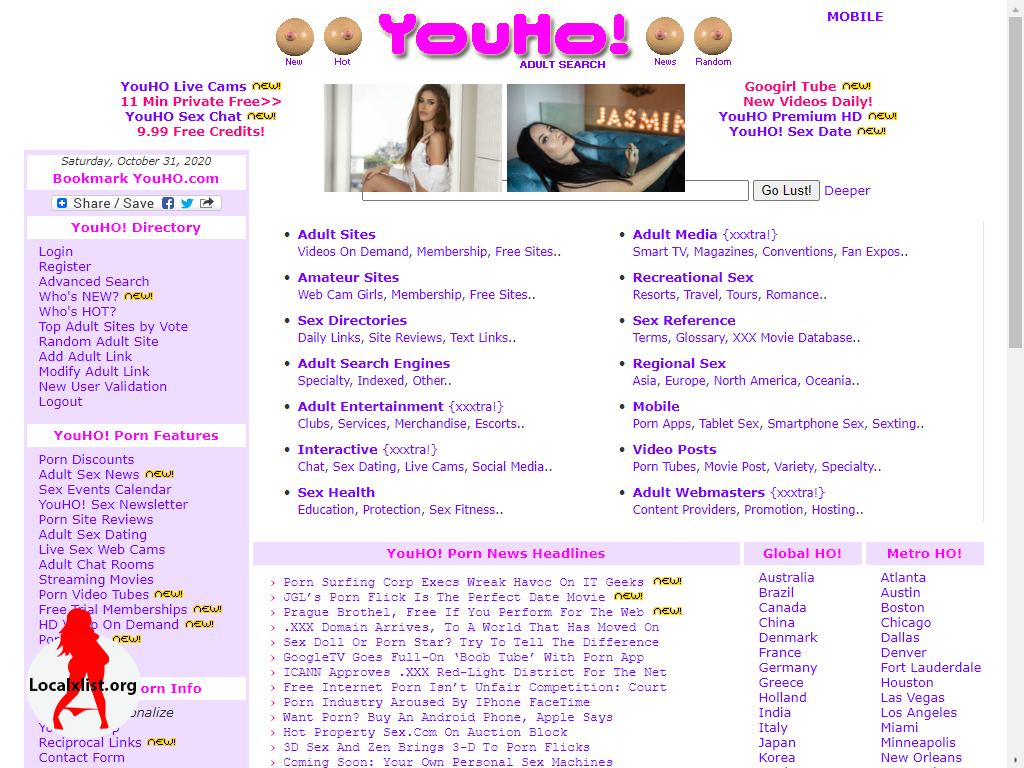 MOBILE
YouHo!
ADULT SEARCH
New
Hot
News
Random
YouHO Live Cams NEW!
11 Min Private Free>>
YouHO Sex Chat NEW!
9.99 Free Credits!
JASMIN
Googirl Tube NEW!
New Videos Daily!
YouHO Premium HD NEW!
YouHO! Sex Date NEW!
Go Lust! Deeper
Saturday, October 31, 2020
Bookmark YouHO.com
Share / Save
YouHO! Directory
Login
Register
Advanced Search
Who's NEW? NEW!
Who's HOT?
Top Adult Sites by Vote
Random Adult Site
Add Adult Link
Modify Adult Link
New User Validation
Logout
YouHO! Porn Features
Porn Discounts
Adult Sex News NEW!
Sex Events Calendar
YouHO! Sex Newsletter
Porn Site Reviews
Adult Sex Dating
Live Sex Web Cams
Adult Chat Rooms
Streaming Movies
Porn Video Tubes NEW!
Free Trial Memberships NEW!
On Demand NEW!
NEW!
Localxlist.org
orn Info
onalize
Reciprocal Links NEW!
Contact Form
Adult Sites
Videos On Demand, Membership, Free Sites..
Amateur Sites
Web Cam Girls, Membership, Free Sites..
Sex Directories
Daily Links, Site Reviews, Text Links..
Adult Search Engines
Specialty, Indexed, Other..
Adult Entertainment {xxxtra!}
Clubs, Services, Merchandise, Escorts..
Interactive {xxxtra!}
Chat, Sex Dating, Live Cams, Social Media..
Sex Health
Education, Protection, Sex Fitness..
Adult Media {xxxtra!}
Smart TV, Magazines, Conventions, Fan Expos..
Recreational Sex
Resorts, Travel, Tours, Romance..
Sex Reference
Terms, Glossary, XXX Movie Database..
Regional Sex
Asia, Europe, North America, Oceania..
Mobile
Porn Apps, Tablet Sex, Smartphone Sex, Sexting..
Video Posts
Porn Tubes, Movie Post, Variety, Specialty..
Adult Webmasters {xxxtra!}
Content Providers, Promotion, Hosting..
YouHO! Porn News Headlines
› Porn Surfing Corp Execs Wreak Havoc On IT Geeks NEW!
› JGL’s Porn Flick Is The Perfect Date Movie NEW!
› Prague Brothel, Free If You Perform For The Web NEW!
› .XXX Domain Arrives, To A World That Has Moved On
› Sex Doll Or Porn Star? Try To Tell The Difference
› GoogleTV Goes Full-On ‘Boob Tube’ With Porn App
› ICANN Approves .XXX Red-Light District For The Net
› Free Internet Porn Isn’t Unfair Competition: Court
› Porn Industry Aroused By IPhone FaceTime
› Want Porn? Buy An Android Phone, Apple Says
› Hot Property Sex.Com On Auction Block
› 3D Sex And Zen Brings 3-D To Porn Flicks
› Coming Soon: Your Own Personal Sex Machines
Global HO!
Australia
Brazil
Canada
China
Denmark
France
Germany
Greece
Holland
India
Italy
Japan
Korea
Metro HO!
Atlanta
Austin
Boston
Chicago
Dallas
Denver
Fort Lauderdale
Houston
Las Vegas
Los Angeles
Miami
Minneapolis
New Orleans